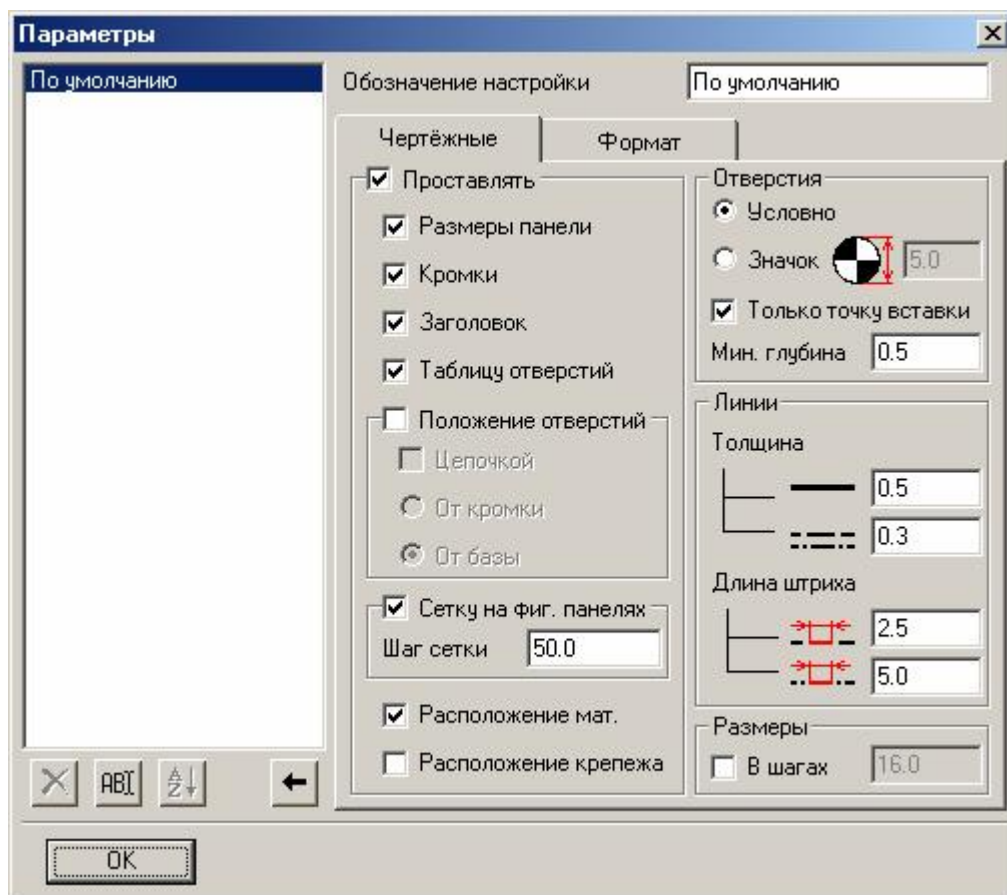 Параметры
По умолчанию
Обозначение настройки
По умолчанию
Чертёжные
Формат
Проставлять
Размеры панели
Кромки
Заголовок
Таблицу отверстий
Положение отверстий
Цепочкой
От кромки
От базы
Сетку на фиг. панелях
Шаг сетки 50.0
Расположение мат.
Расположение крепежа
Отверстия
Условно
Значок 5.0
Только точку вставки
Мин. глубина 0.5
Линии
Толщина
0.5
0.3
Длина штриха
2.5
5.0
Размеры
В шагах 16.0
ABI
A
Z
OK